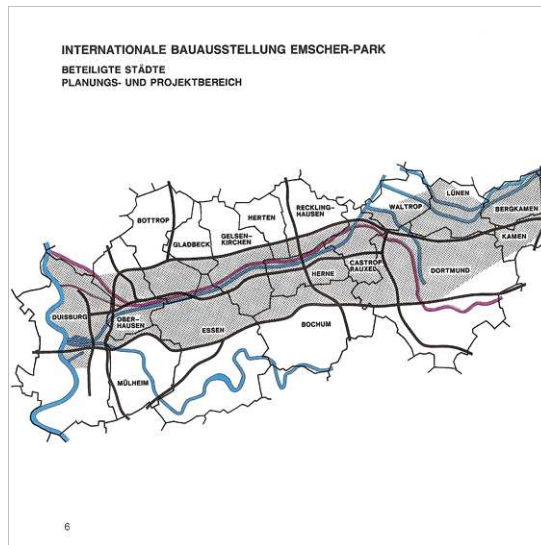 INTERNATIONALE BAUAUSSTELLUNG EMSCHER-PARK
BETEILIGTE STÄDTE
PLANUNGS- UND PROJEKTBEREICH
LÜNEN
WALTROP
BERGKAMEN
RECKLING-
HAUSEN
HERTEN
BOTTROP
GELSEN-
KIRCHEN
GLADBECK
KAMEN
CASTROP
RAUXEL
HERNE
DORTMUND
DUISBURG
OBER-
HAUSEN
ESSEN
BOCHUM
MÜLHEIM
6